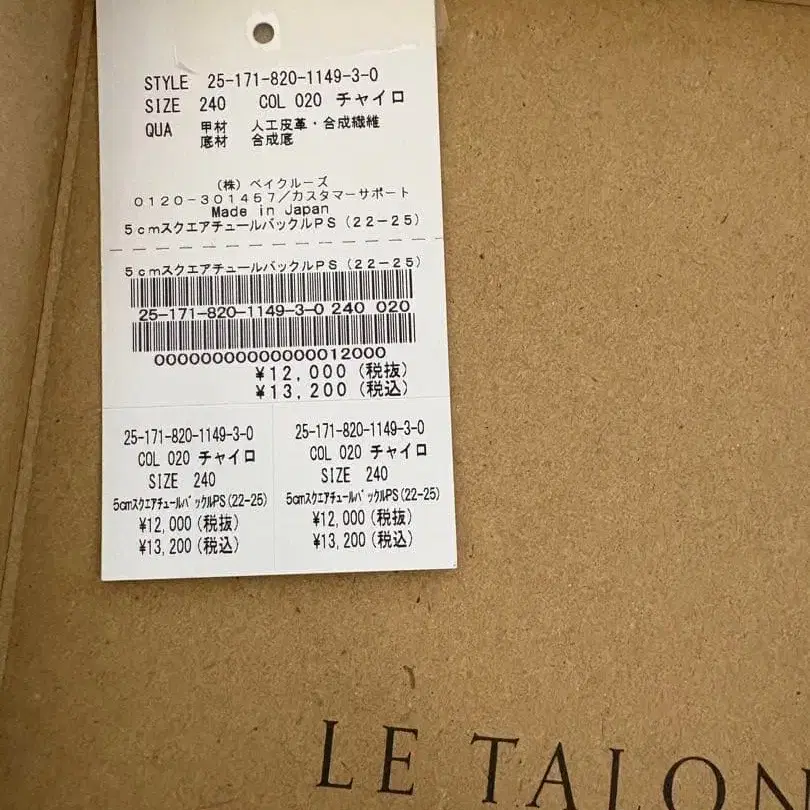 STYLE 25-171-820-1149-3-0
SIZE 240 COL 020 チャイロ
QUA 甲材 人工皮革・合成繊維
底材 合成底
(株) ベイクルーズ
0120-301457/カスタマーサポート
Made in Japan
5cmスクエアチュールバックルPS(22-25)
5cmスクエアチュールバックルPS(22-25)
25-171-820-1149-3-0 240 020
00000000000000012000
¥12,000(税抜)
¥13,200(税込)
25-171-820-1149-3-0
COL 020 チャイロ
SIZE 240
5cmスクエアチュールバックルPS(22-25)
¥12,000(税抜)
¥13,200(税込)
25-171-820-1149-3-0
COL 020 チャイロ
SIZE 240
5cmスクエアチュールバックルPS(22-25)
¥12,000(税抜)
¥13,200(税込)
LE TALON